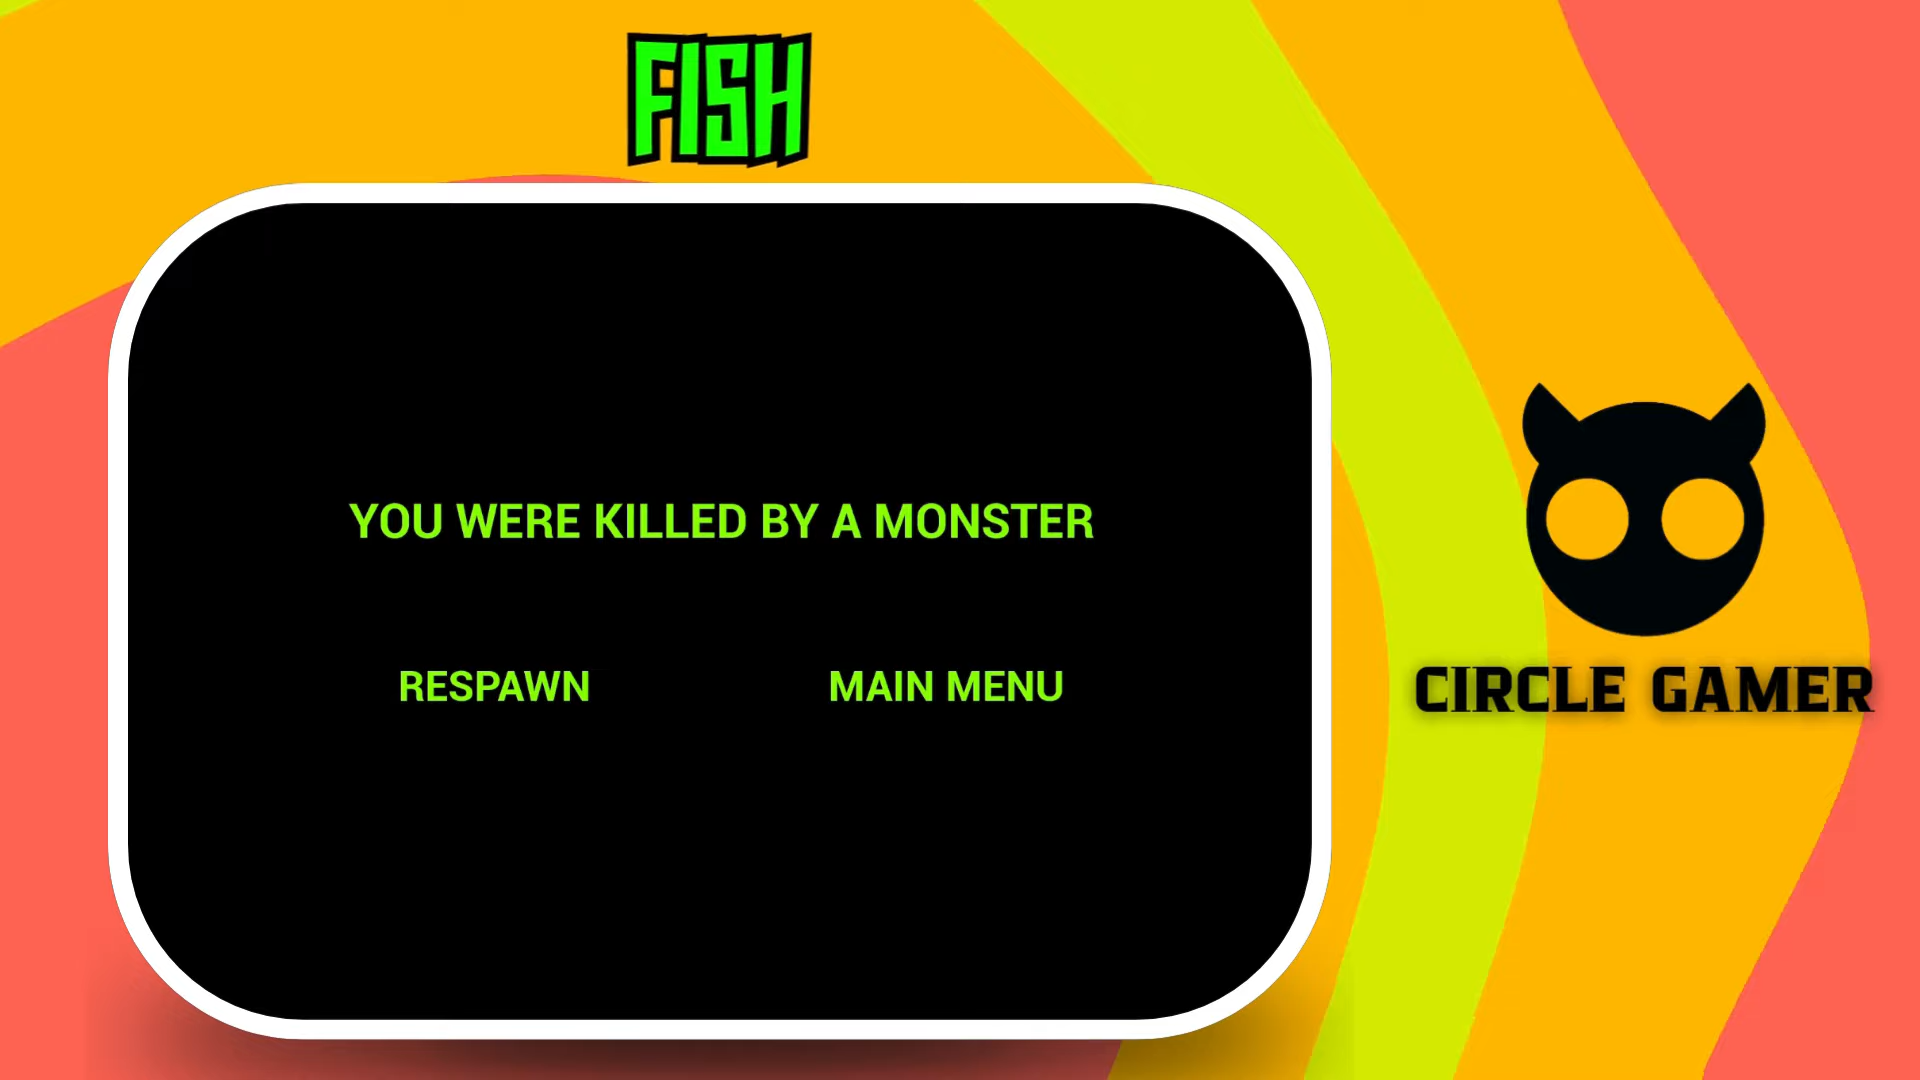 FISH
YOU WERE KILLED BY A MONSTER
RESPAWN
MAIN MENU
CIRCLE GAMER